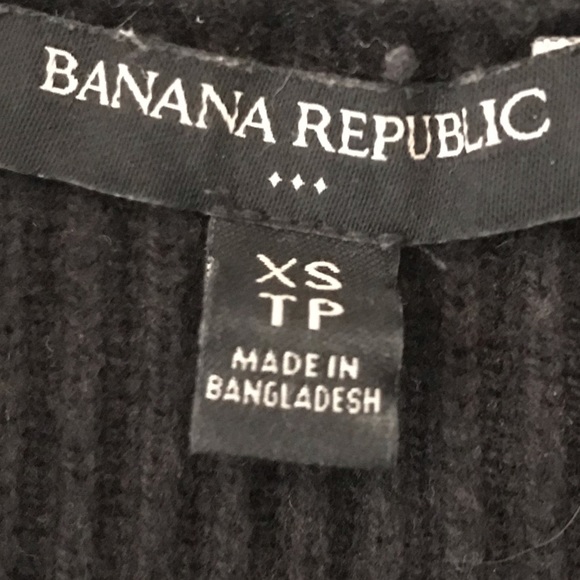 BANANA REPUBLIC
XS
TP
MADE IN
BANGLADESH